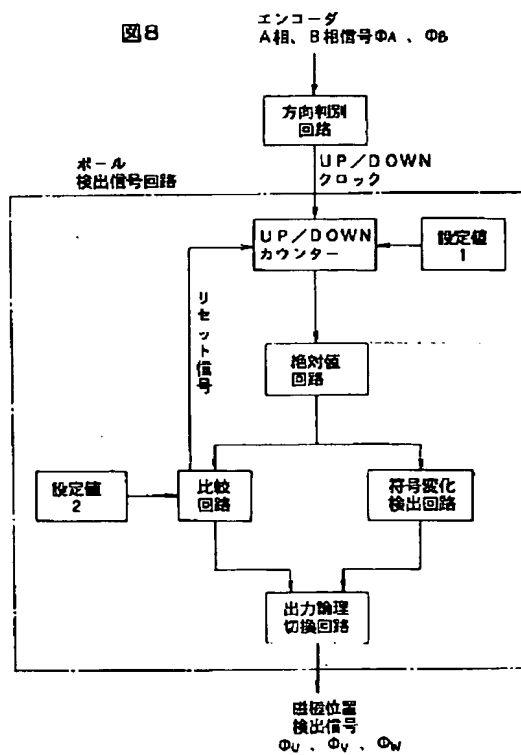 図8
エンコーダ
A相、B相信号ΦA 、ΦB
方向判別
回路
ポール
検出信号回路
UP/DOWN
クロック
UP/DOWN
カウンター
設定値
1
リセット信号
絶対値
回路
設定値
2
比較
回路
符号変化
検出回路
出力論理
切換回路
磁極位置
検出信号
ΦU 、ΦV 、ΦW